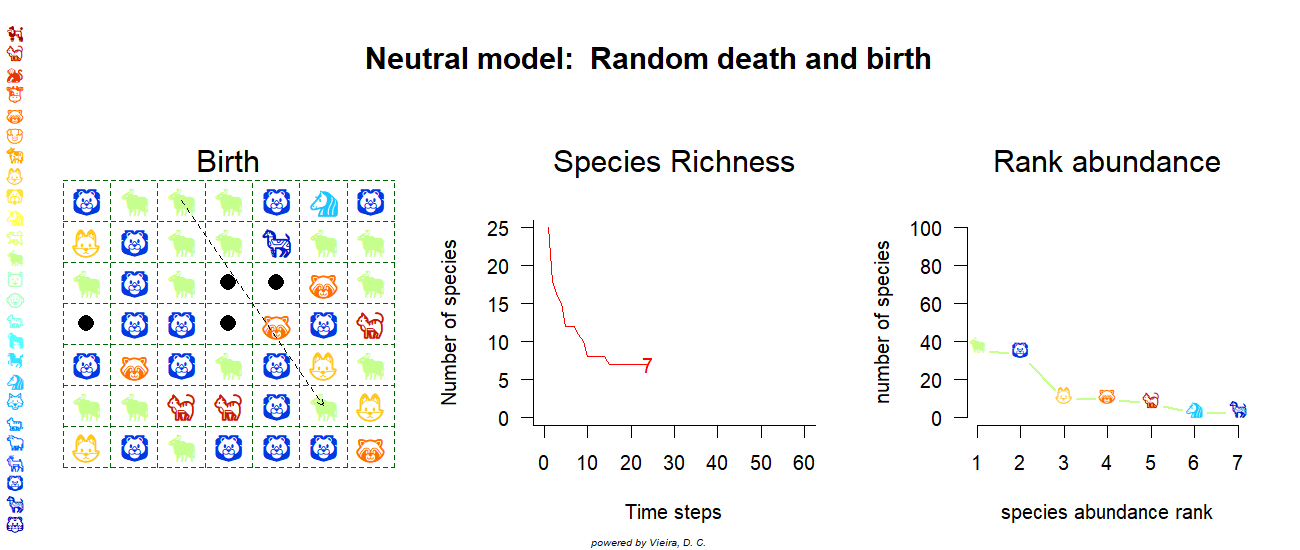 Neutral model:  Random death and birth
Birth
Species Richness
Number of species
25
20
15
10
5
0
7
0 10 20 30 40 50 60
Time steps
Rank abundance
number of species
100
80
60
40
20
0
1 2 3 4 5 6 7
species abundance rank
powered by Vieira, D. C.